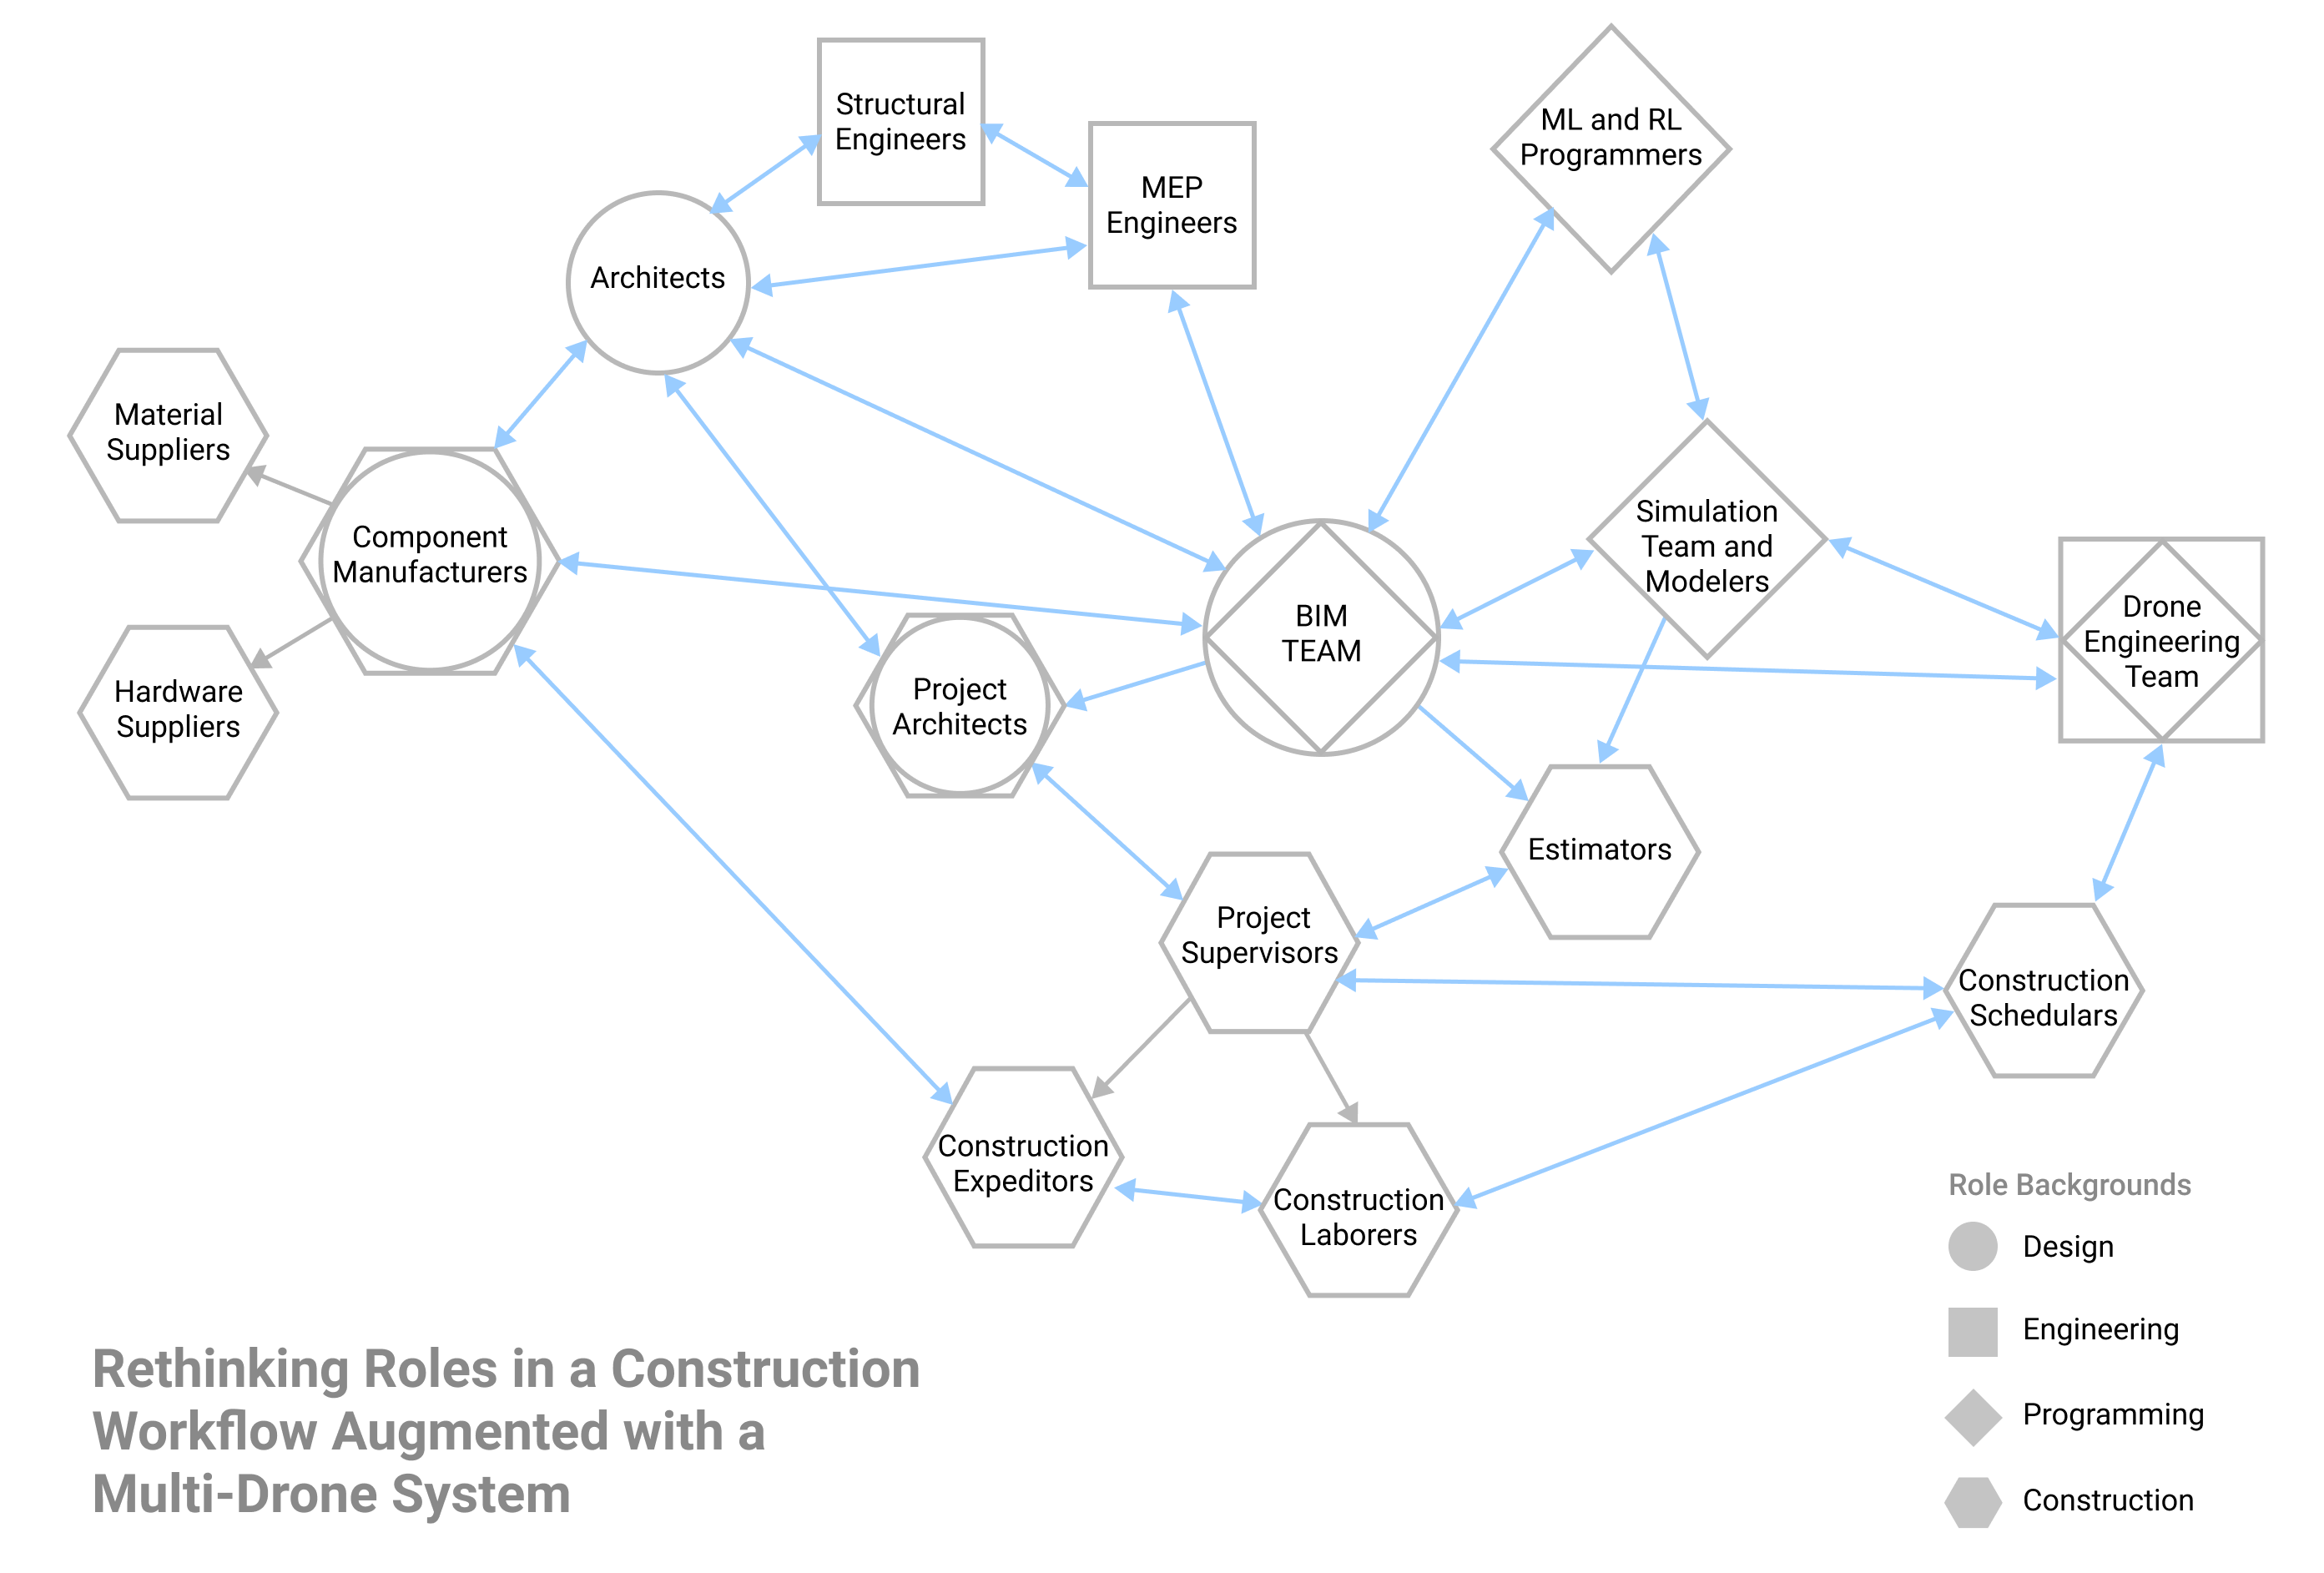 Structural
Engineers
ML and RL
Programmers
MEP
Engineers
Architects
Material
Suppliers
Component
Manufacturers
Simulation
Team and
Modelers
BIM
TEAM
Drone
Engineering
Team
Hardware
Suppliers
Project
Architects
Estimators
Project
Supervisors
Construction
Schedulars
Construction
Expeditors
Construction
Laborers
Role Backgrounds
Design
Engineering
Programming
Construction
Rethinking Roles in a Construction
Workflow Augmented with a
Multi-Drone System